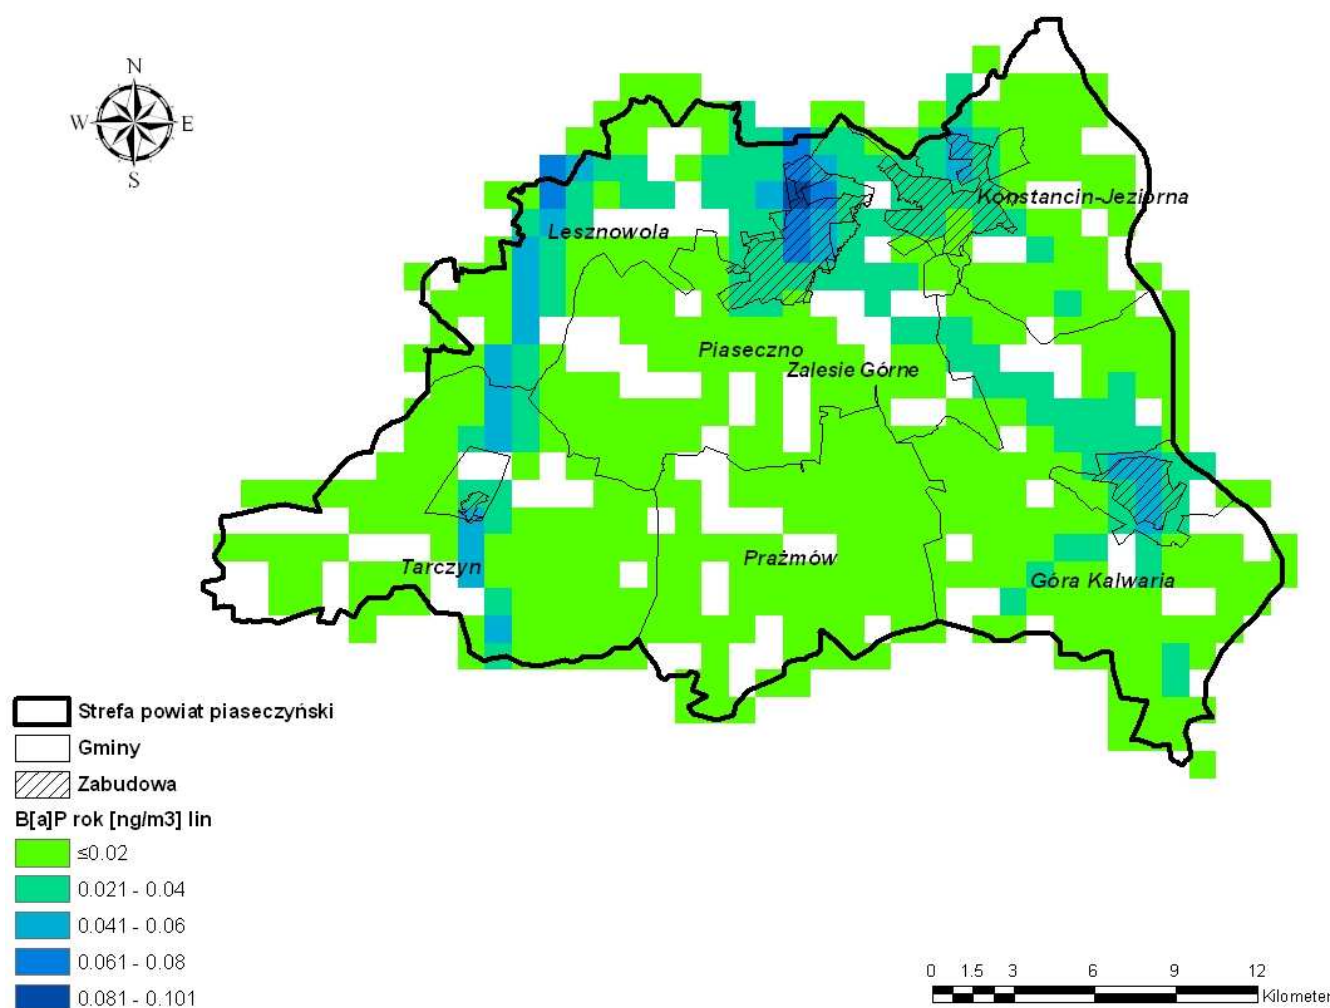 N
W E
S
Konstancin-Jeziorna
Lesznowola
Piaseczno
Zalesie Górne
Prażmów
Tarczyn
Góra Kalwaria
Strefa powiat piaseczyński
Gminy
Zabudowa
B[a]P rok [ng/m3] lin
≤0.02
0.021 - 0.04
0.041 - 0.06
0.061 - 0.08
0.081 - 0.101
0 1.5 3 6 9 12
Kilometer